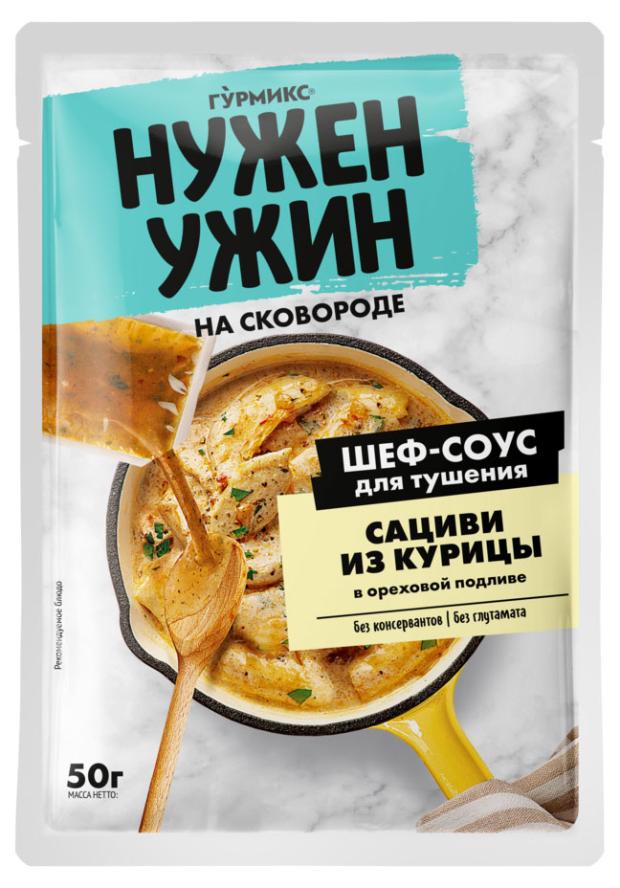 ГУРМИКС®
НУЖЕН
УЖИН
НА СКОВОРОДЕ
ШЕФ-СОУС
для тушения
САЦИВИ
ИЗ КУРИЦЫ
в ореховой подливе
без консервантов | без глутамата
Рекомендуемое блюдо
50г
МАССА НЕТТО: